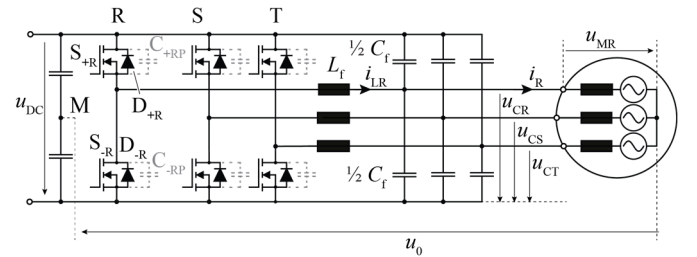 R S T
u_MR
S_+R C_+RP ½ C_f
L_f i_LR i_R
u_DC M D_+R u_CR
S_-R D_-R u_CS
C_-RP ½ C_f u_CT
u_0